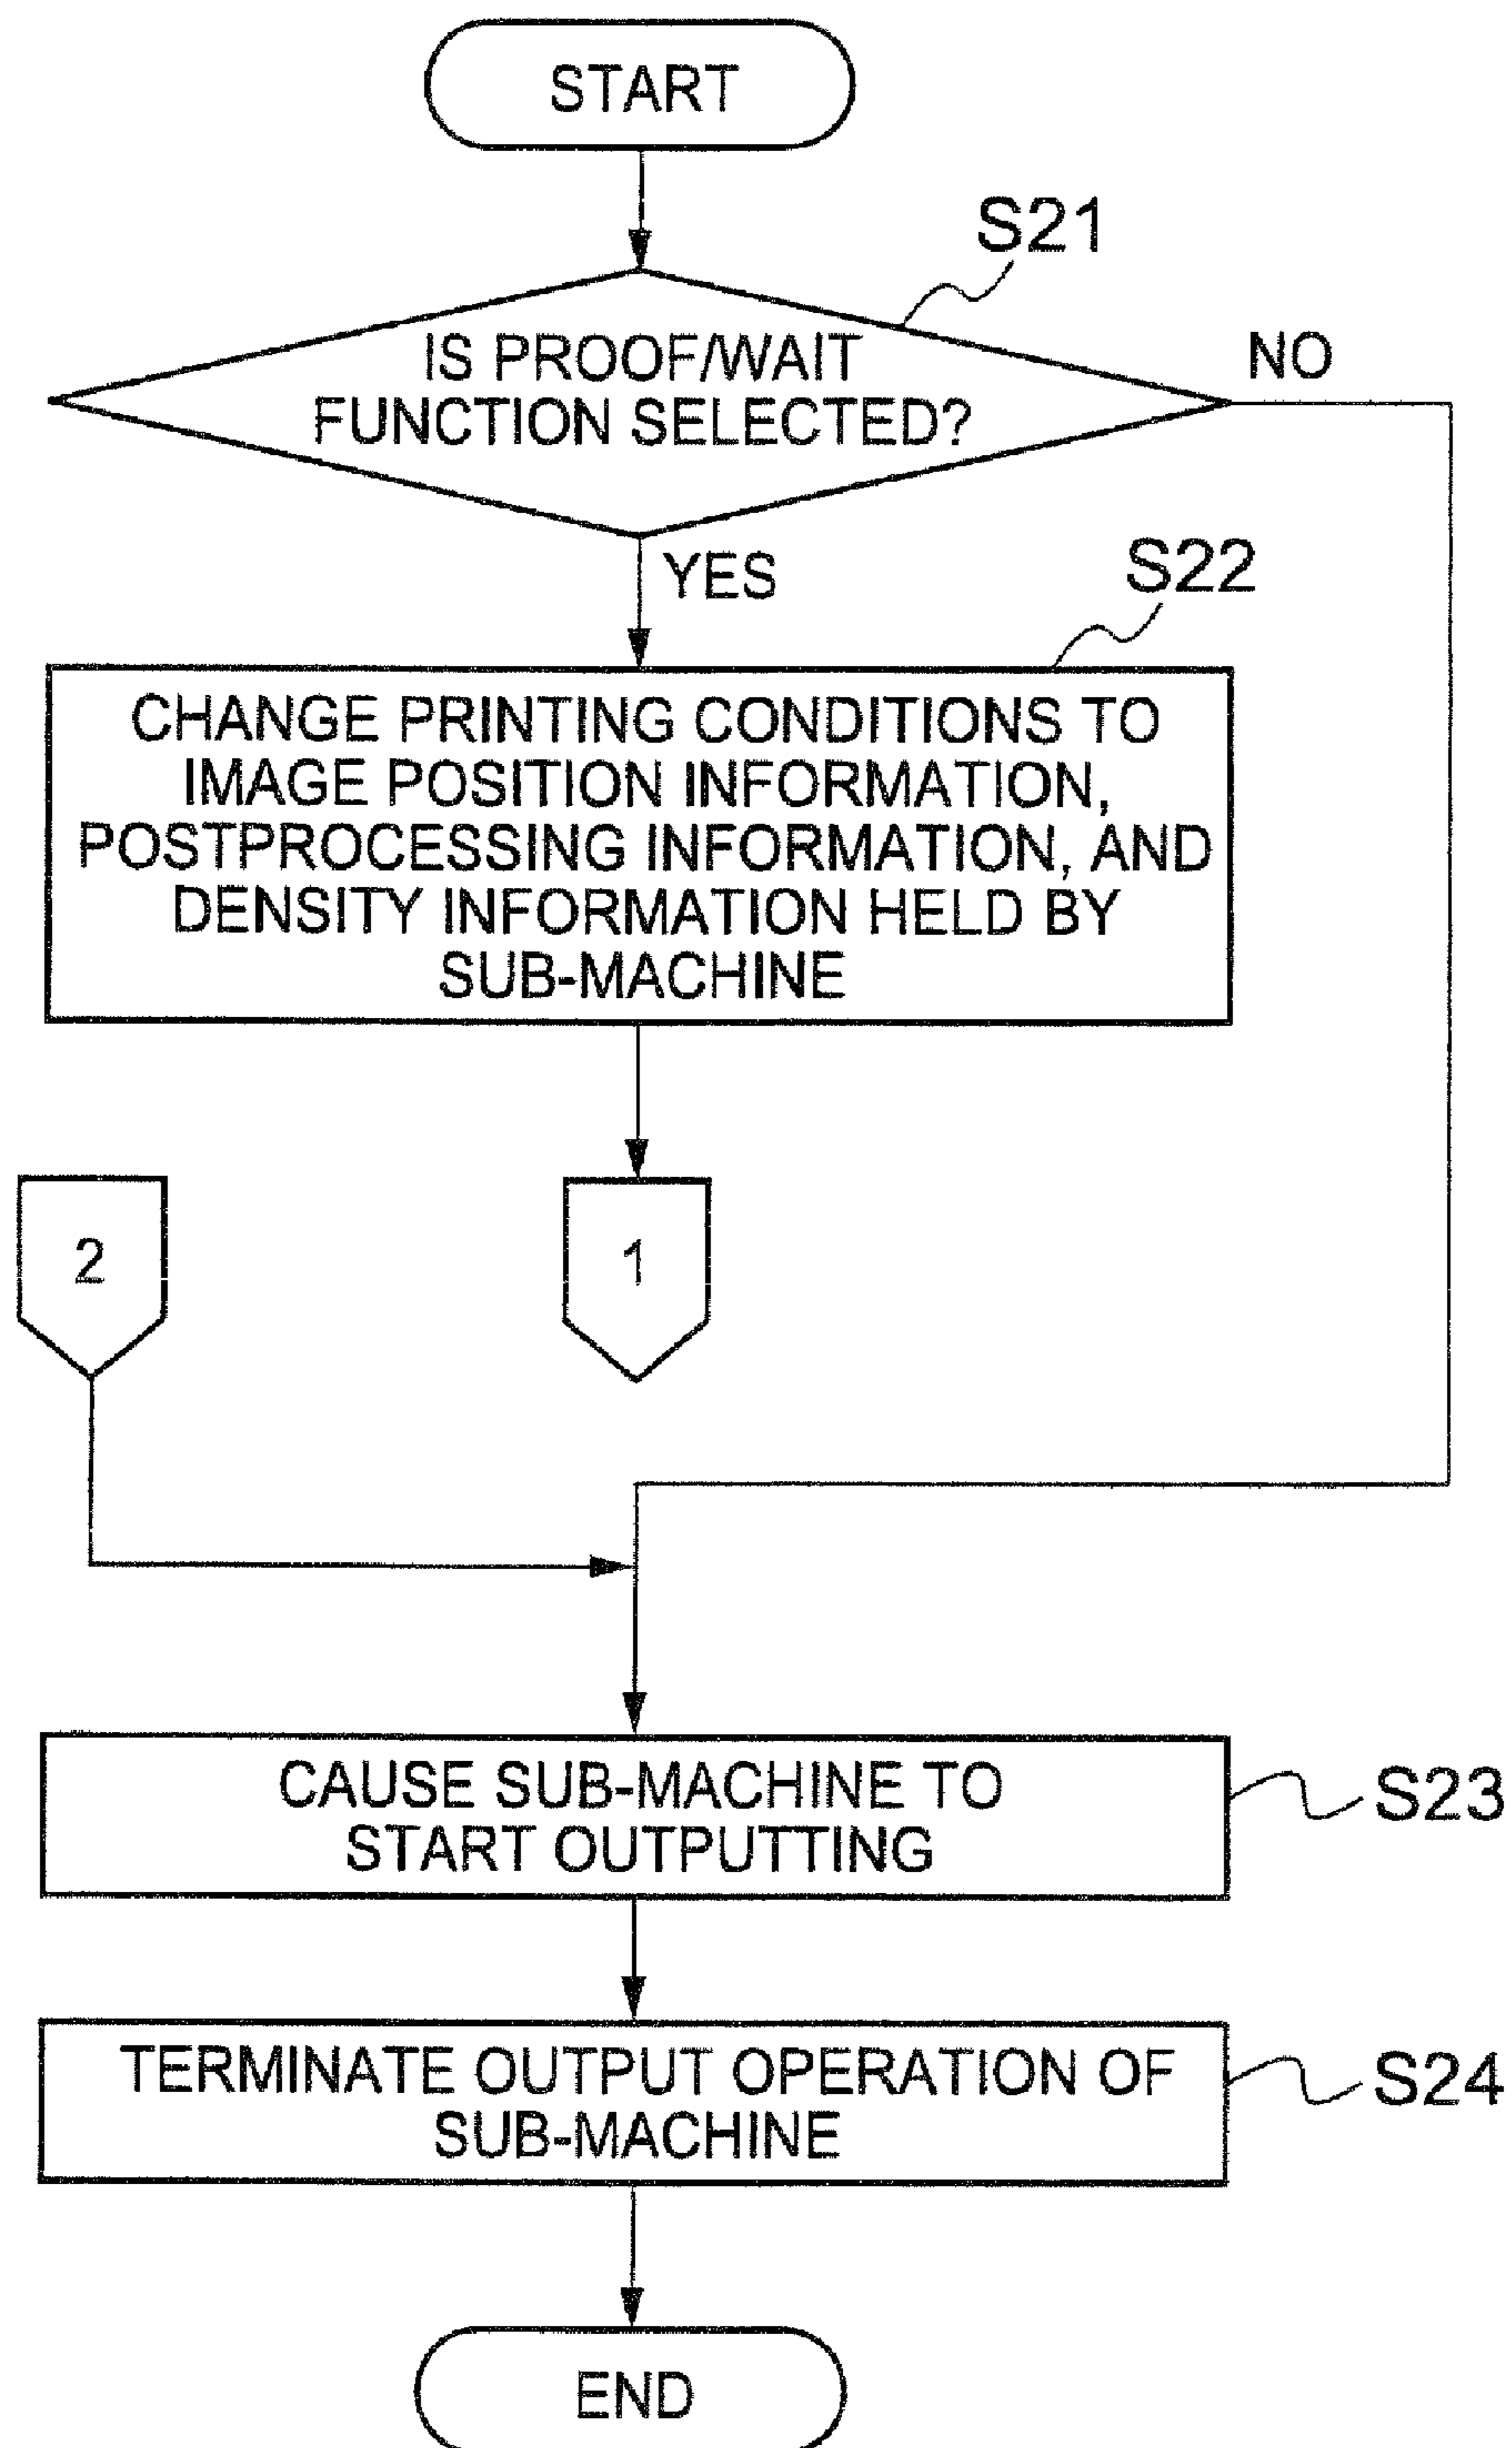 START
S21
IS PROOF/WAIT
FUNCTION SELECTED?
NO
YES
S22
CHANGE PRINTING CONDITIONS TO
IMAGE POSITION INFORMATION,
POSTPROCESSING INFORMATION, AND
DENSITY INFORMATION HELD BY
SUB-MACHINE
2
1
CAUSE SUB-MACHINE TO
START OUTPUTTING
S23
TERMINATE OUTPUT OPERATION OF
SUB-MACHINE
S24
END